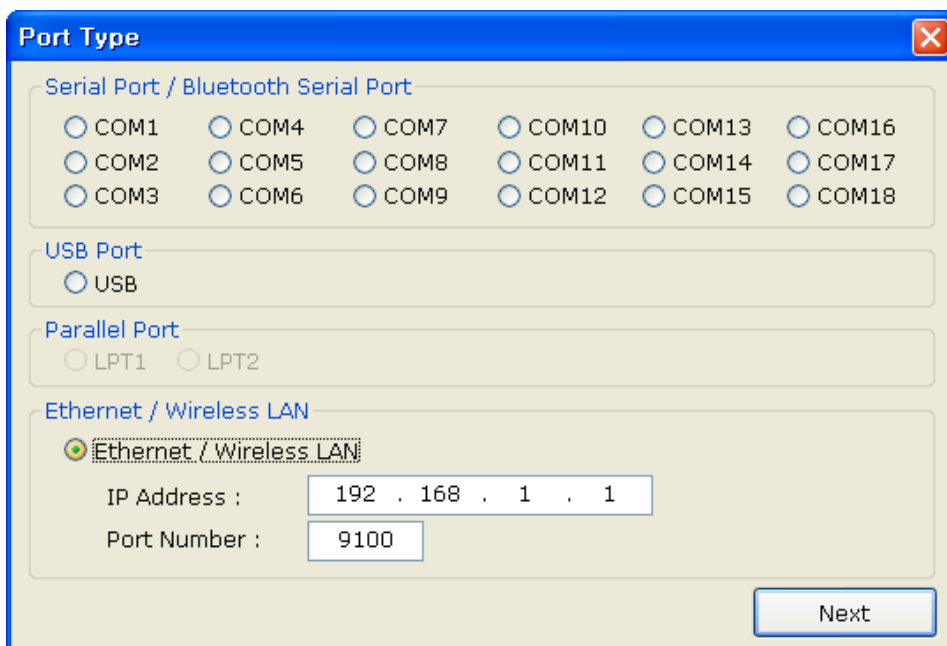 Port Type
Serial Port / Bluetooth Serial Port
COM1 COM4 COM7 COM10 COM13 COM16
COM2 COM5 COM8 COM11 COM14 COM17
COM3 COM6 COM9 COM12 COM15 COM18
USB Port
USB
Parallel Port
LPT1 LPT2
Ethernet / Wireless LAN
Ethernet / Wireless LAN
IP Address : 192 . 168 . 1 . 1
Port Number : 9100
Next